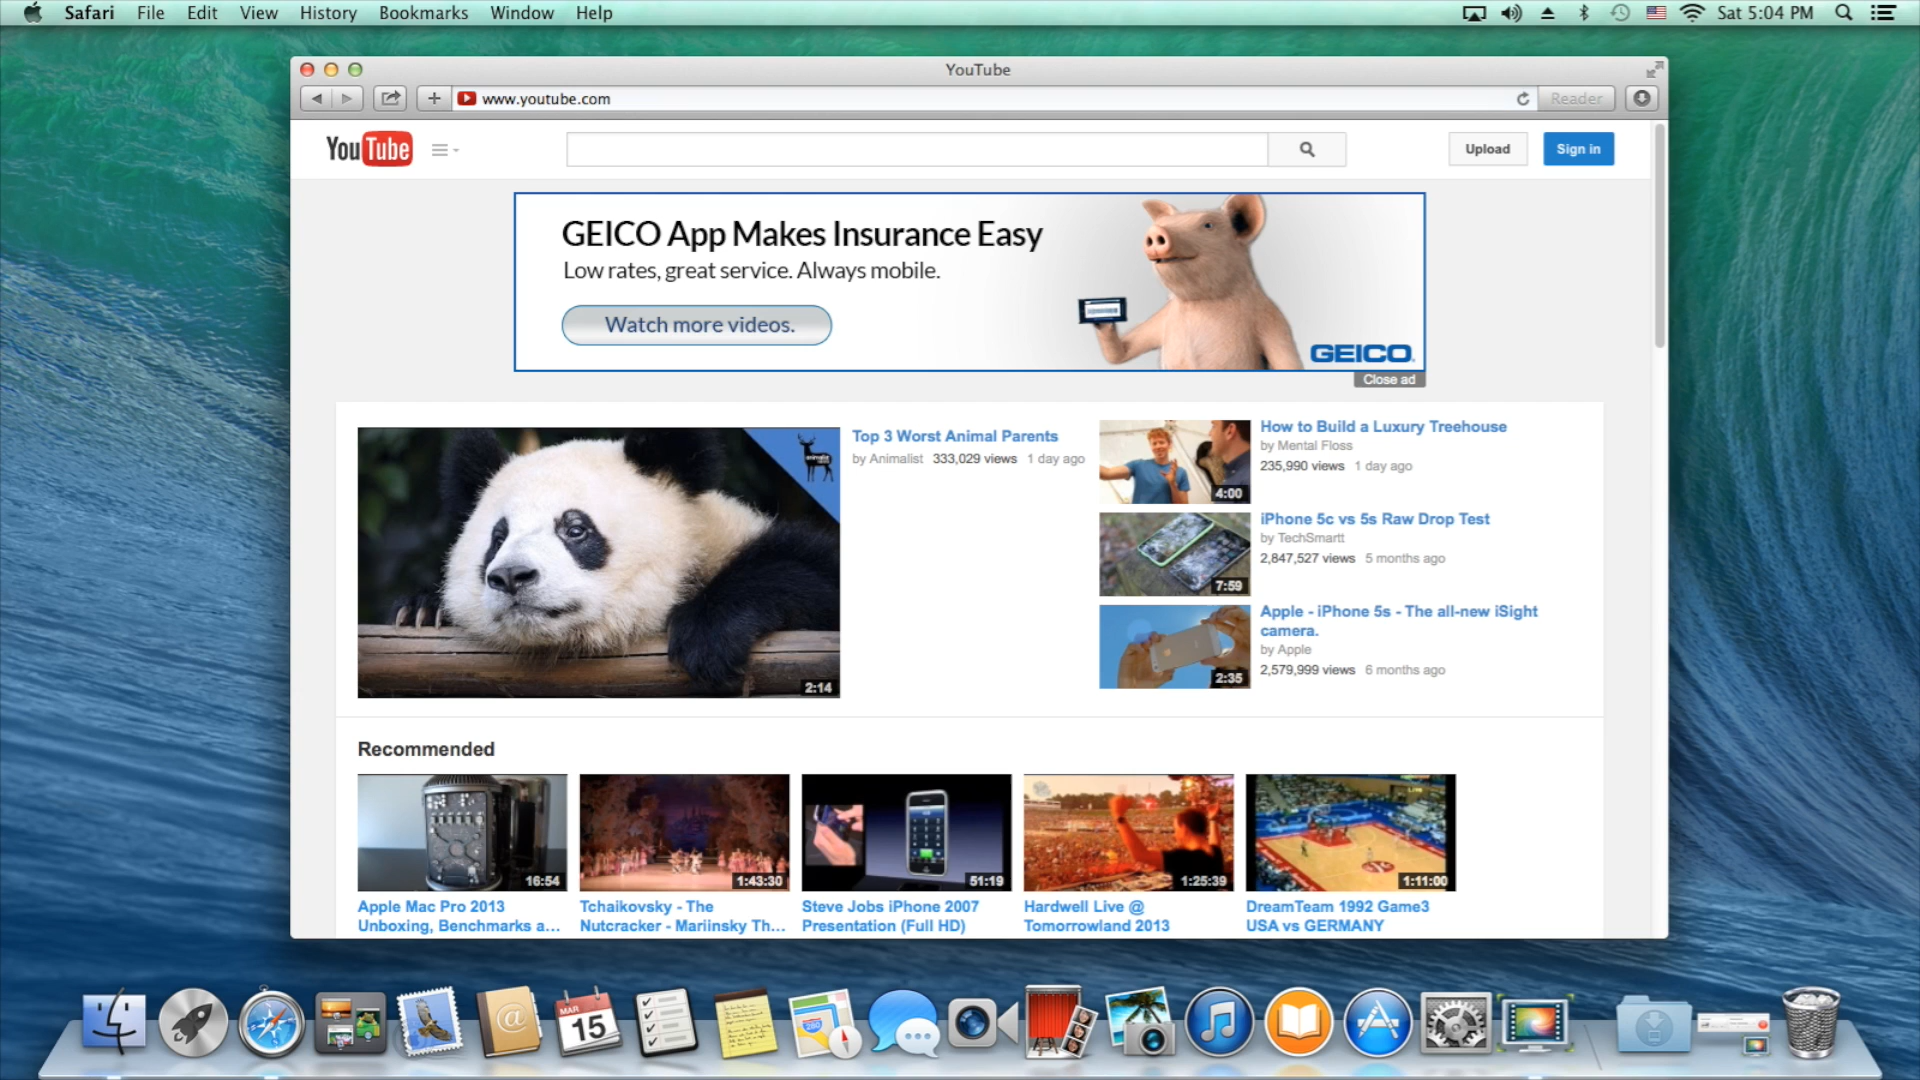 Safari File Edit View History Bookmarks Window Help
Sat 5:04 PM
YouTube
www.youtube.com
Reader
YouTube
Upload
Sign in
GEICO App Makes Insurance Easy
Low rates, great service. Always mobile.
Watch more videos.
GEICO
Close ad
animalist
2:14
Top 3 Worst Animal Parents
by Animalist 333,029 views 1 day ago
4:00
How to Build a Luxury Treehouse
by Mental Floss
235,990 views 1 day ago
7:59
iPhone 5c vs 5s Raw Drop Test
by TechSmartt
2,847,527 views 5 months ago
2:35
Apple - iPhone 5s - The all-new iSight
camera.
by Apple
2,579,999 views 6 months ago
Recommended
16:54
Apple Mac Pro 2013
Unboxing, Benchmarks a...
1:43:30
Tchaikovsky - The
Nutcracker - Mariinsky Th...
51:19
Steve Jobs iPhone 2007
Presentation (Full HD)
1:25:39
Hardwell Live @
Tomorrowland 2013
Live
1:11:00
DreamTeam 1992 Game3
USA vs GERMANY
@
MAR
15
280